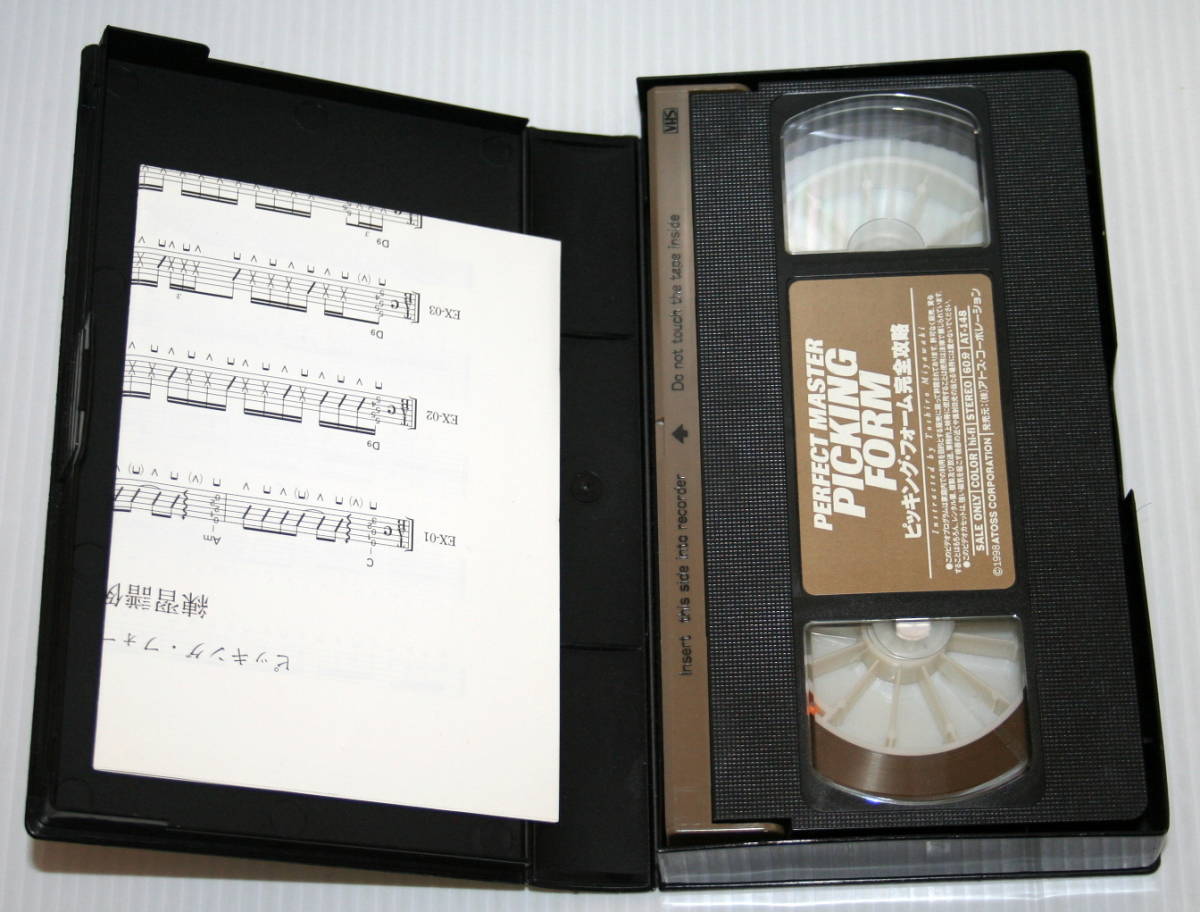 ピッキング・フォー
練習譜例
C
Am
EX-01
D9
EX-02
D9
EX-03
3
D9
3
VHS
Do not touch the tape inside
Insert this side into recorder
PERFECT MASTER
PICKING
FORM
ピッキング・フォーム完全攻略
Instructed by Toshiro Miyawaki
SALE ONLY COLOR hi-fi STEREO 60分 AT-148
©1998 ATOSS CORPORATION 発売元:(株)アトス・コーポレーション